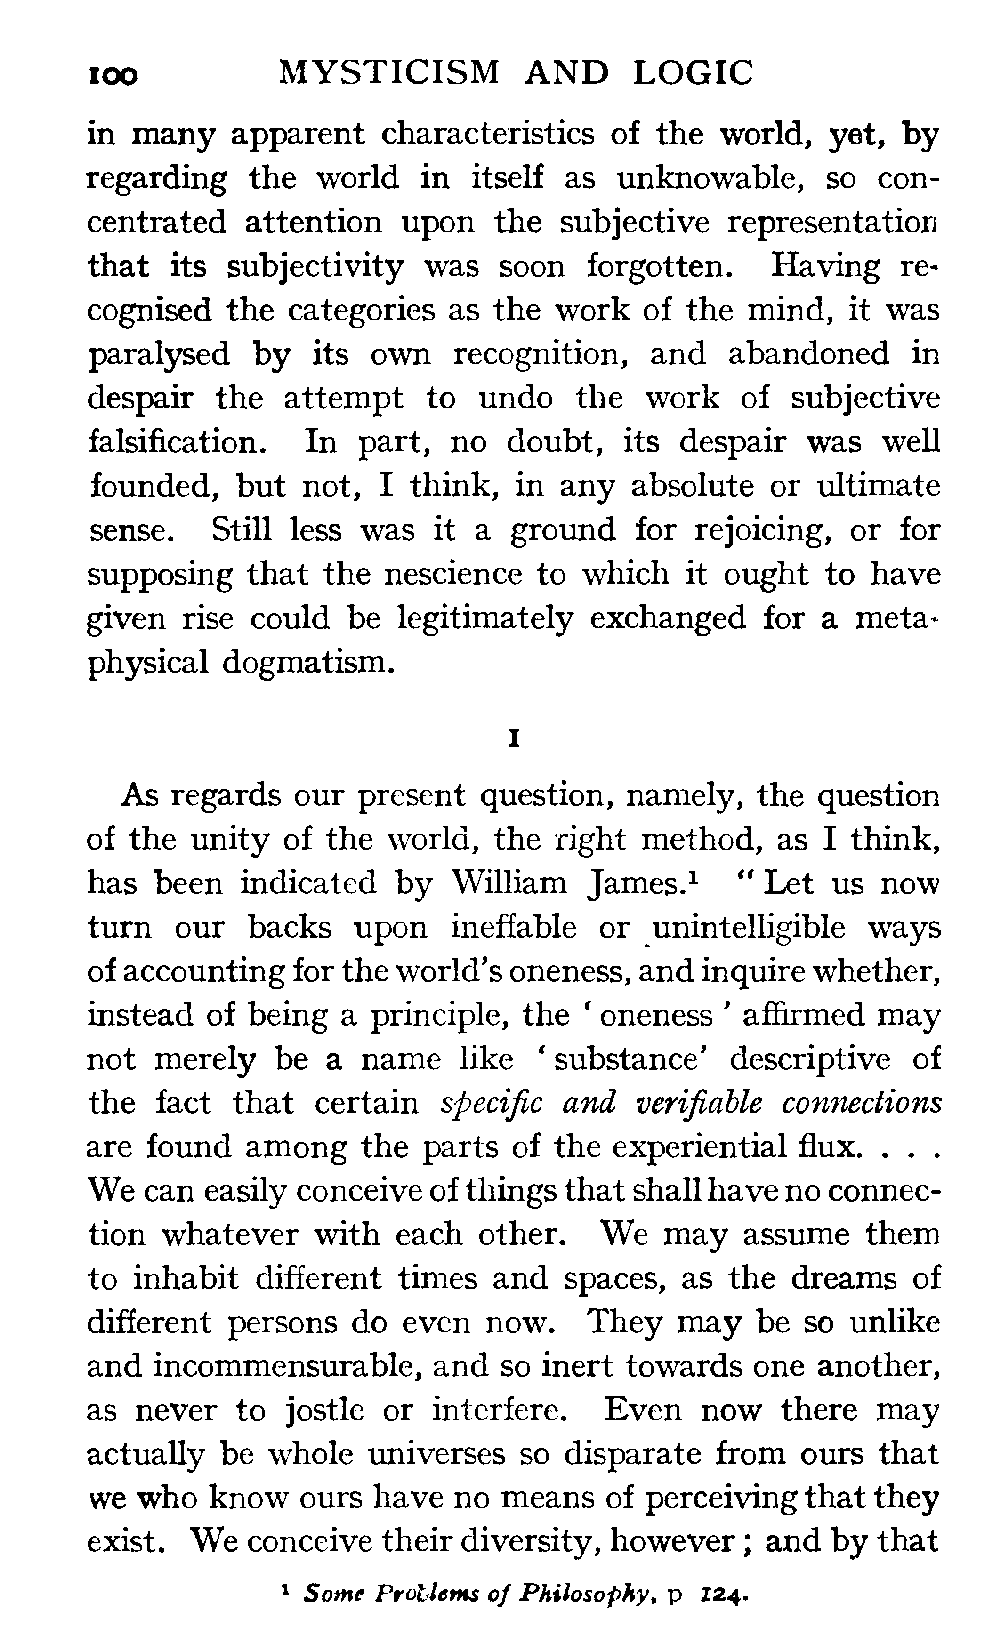 100 MYSTICISM AND LOGIC
in many apparent characteristics of the world, yet, by
regarding the world in itself as unknowable, so con-
centrated attention upon the subjective representation
that its subjectivity was soon forgotten. Having re-
cognised the categories as the work of the mind, it was
paralysed by its own recognition, and abandoned in
despair the attempt to undo the work of subjective
falsification. In part, no doubt, its despair was well
founded, but not, I think, in any absolute or ultimate
sense. Still less was it a ground for rejoicing, or for
supposing that the nescience to which it ought to have
given rise could be legitimately exchanged for a meta-
physical dogmatism.
I
As regards our present question, namely, the question
of the unity of the world, the right method, as I think,
has been indicated by William James.¹ “ Let us now
turn our backs upon ineffable or unintelligible ways
of accounting for the world's oneness, and inquire whether,
instead of being a principle, the ‘ oneness ’ affirmed may
not merely be a name like ‘ substance’ descriptive of
the fact that certain specific and verifiable connections
are found among the parts of the experiential flux. . . .
We can easily conceive of things that shall have no connec-
tion whatever with each other. We may assume them
to inhabit different times and spaces, as the dreams of
different persons do even now. They may be so unlike
and incommensurable, and so inert towards one another,
as never to jostle or interfere. Even now there may
actually be whole universes so disparate from ours that
we who know ours have no means of perceiving that they
exist. We conceive their diversity, however ; and by that
¹ Some Problems of Philosophy, p 124.